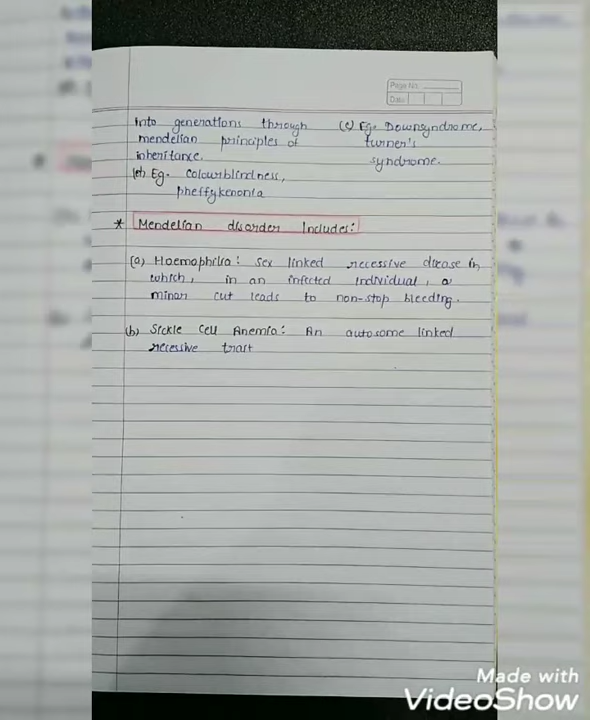 Page No.
Date
into generations through
mendelian principles of
inheritance.
Eg. colourblindness,
pheffykenonia
(c) Eg. Downsyndrome,
turner's
syndrome.
* Mendelian disorder includes:
(a) Haemophilia: Sex linked recessive disease in
which, in an infected individual, a
minor cut leads to non-stop bleeding.
(b) Sickle Cell Anemia: An autosome linked
recessive trait
Made with
VideoShow